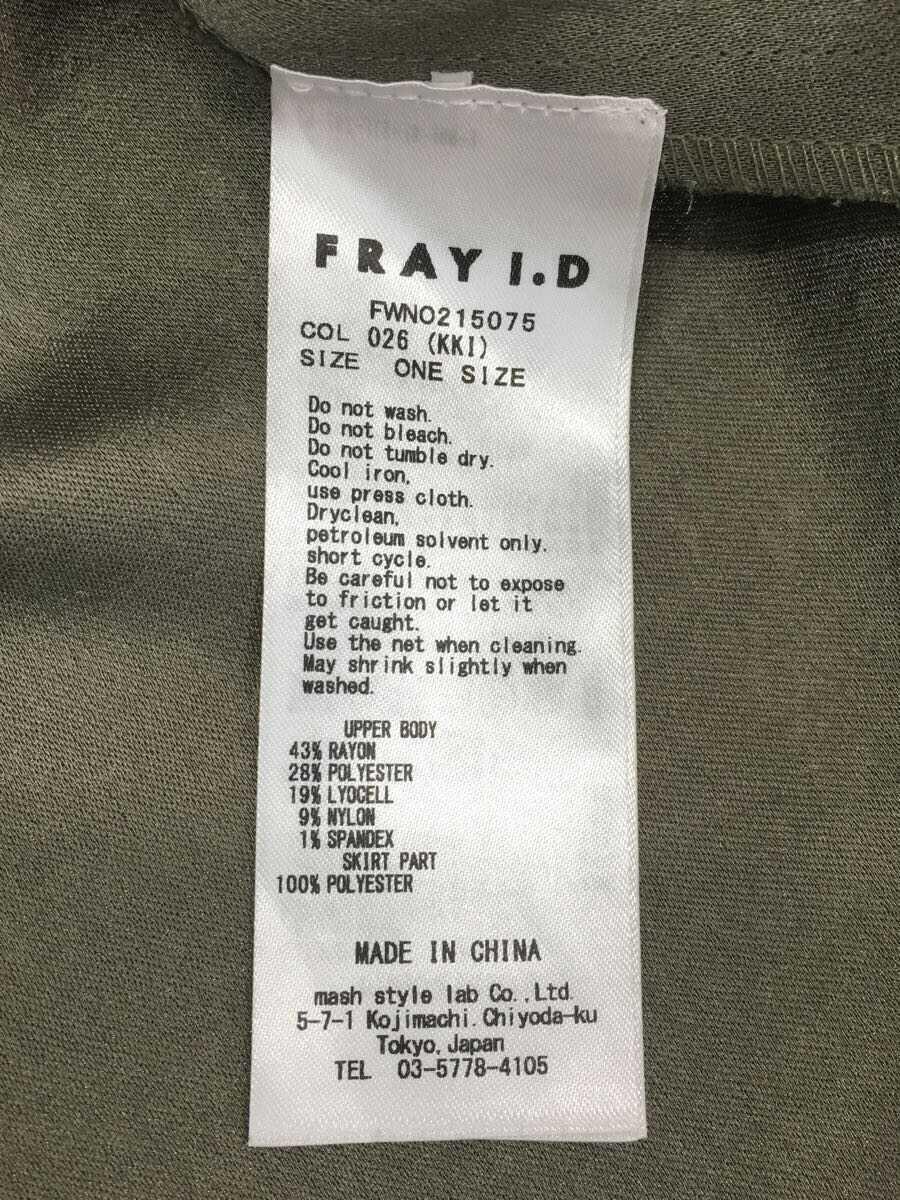 FRAY I.D
FWNO215075
COL 026 (KKI)
SIZE ONE SIZE
Do not wash.
Do not bleach.
Do not tumble dry.
Cool iron,
use press cloth.
Dryclean,
petroleum solvent only.
short cycle.
Be careful not to expose
to friction or let it
get caught.
Use the net when cleaning.
May shrink slightly when
washed.
UPPER BODY
43% RAYON
28% POLYESTER
19% LYOCELL
9% NYLON
1% SPANDEX
SKIRT PART
100% POLYESTER
MADE IN CHINA
mash style lab Co.,Ltd.
5-7-1 Kojimachi.Chiyoda-ku
Tokyo,Japan
TEL 03-5778-4105